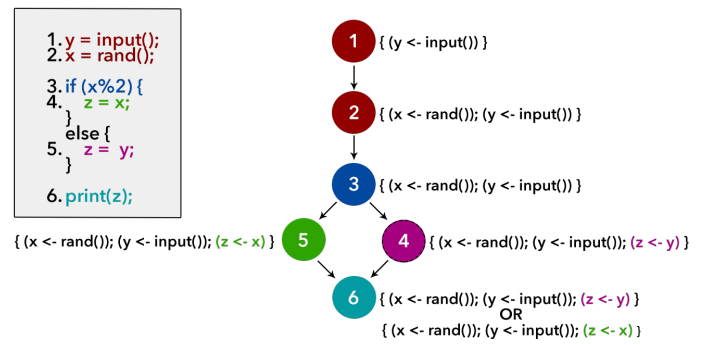 1. y = input();
2. x = rand();
3. if (x%2) {
4. z = x;
}
else {
5. z = y;
}
6. print(z);
1 { (y <- input()) }
2 { (x <- rand()); (y <- input()) }
3 { (x <- rand()); (y <- input()) }
{ (x <- rand()); (y <- input()); (z <- x) } 5
4 { (x <- rand()); (y <- input()); (z <- y) }
6 { (x <- rand()); (y <- input()); (z <- y) }
OR
{ (x <- rand()); (y <- input()); (z <- x) }